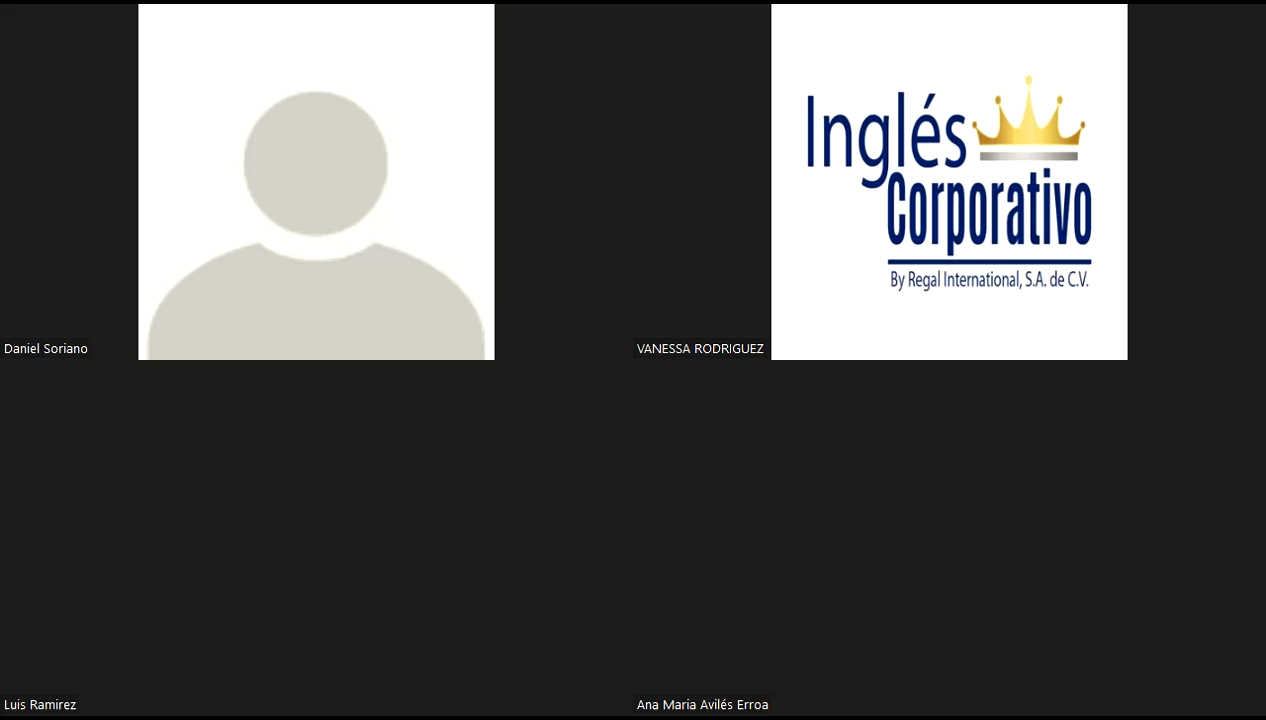 Inglés
Corporativo
By Regal International, S.A. de C.V.
Daniel Soriano
VANESSA RODRIGUEZ
Luis Ramirez
Ana Maria Avilés Erroa